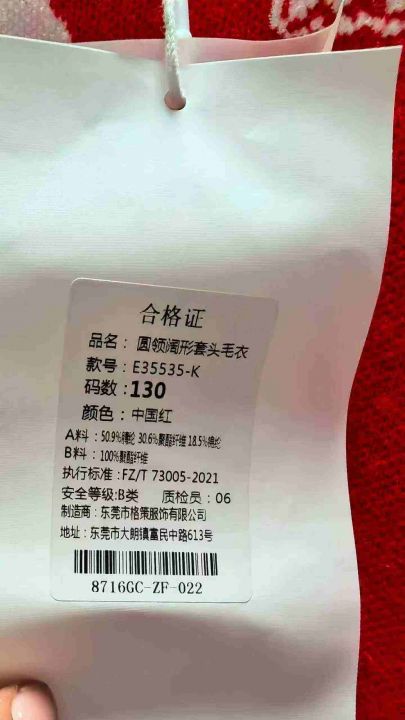 合格证
品名：圆领阔形套头毛衣
款号：E35535-K
码数：130
颜色：中国红
A料：50.9%腈纶 30.6%聚酯纤维 18.5%锦纶
B料：100%聚酯纤维
执行标准：FZ/T 73005-2021
安全等级:B类 质检员：06
制造商：东莞市格策服饰有限公司
地址：东莞市大朗镇富民中路613号
8716GC-ZF-022